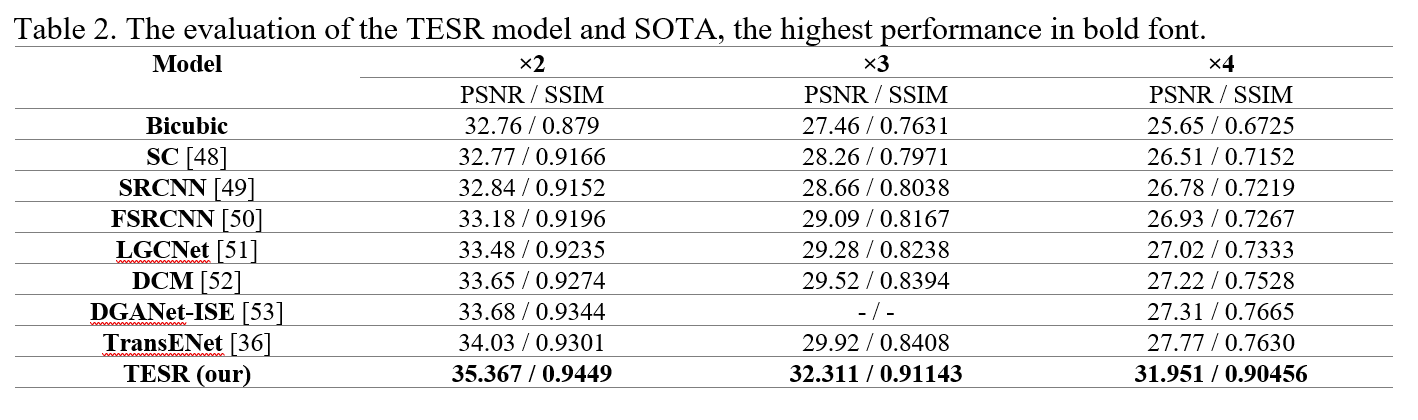 Table 2. The evaluation of the TESR model and SOTA, the highest performance in bold font.
Model ×2 ×3 ×4
PSNR / SSIM PSNR / SSIM PSNR / SSIM
Bicubic 32.76 / 0.879 27.46 / 0.7631 25.65 / 0.6725
SC [48] 32.77 / 0.9166 28.26 / 0.7971 26.51 / 0.7152
SRCNN [49] 32.84 / 0.9152 28.66 / 0.8038 26.78 / 0.7219
FSRCNN [50] 33.18 / 0.9196 29.09 / 0.8167 26.93 / 0.7267
LGCNet [51] 33.48 / 0.9235 29.28 / 0.8238 27.02 / 0.7333
DCM [52] 33.65 / 0.9274 29.52 / 0.8394 27.22 / 0.7528
DGANet-ISE [53] 33.68 / 0.9344 - / - 27.31 / 0.7665
TransENet [36] 34.03 / 0.9301 29.92 / 0.8408 27.77 / 0.7630
TESR (our) 35.367 / 0.9449 32.311 / 0.91143 31.951 / 0.90456